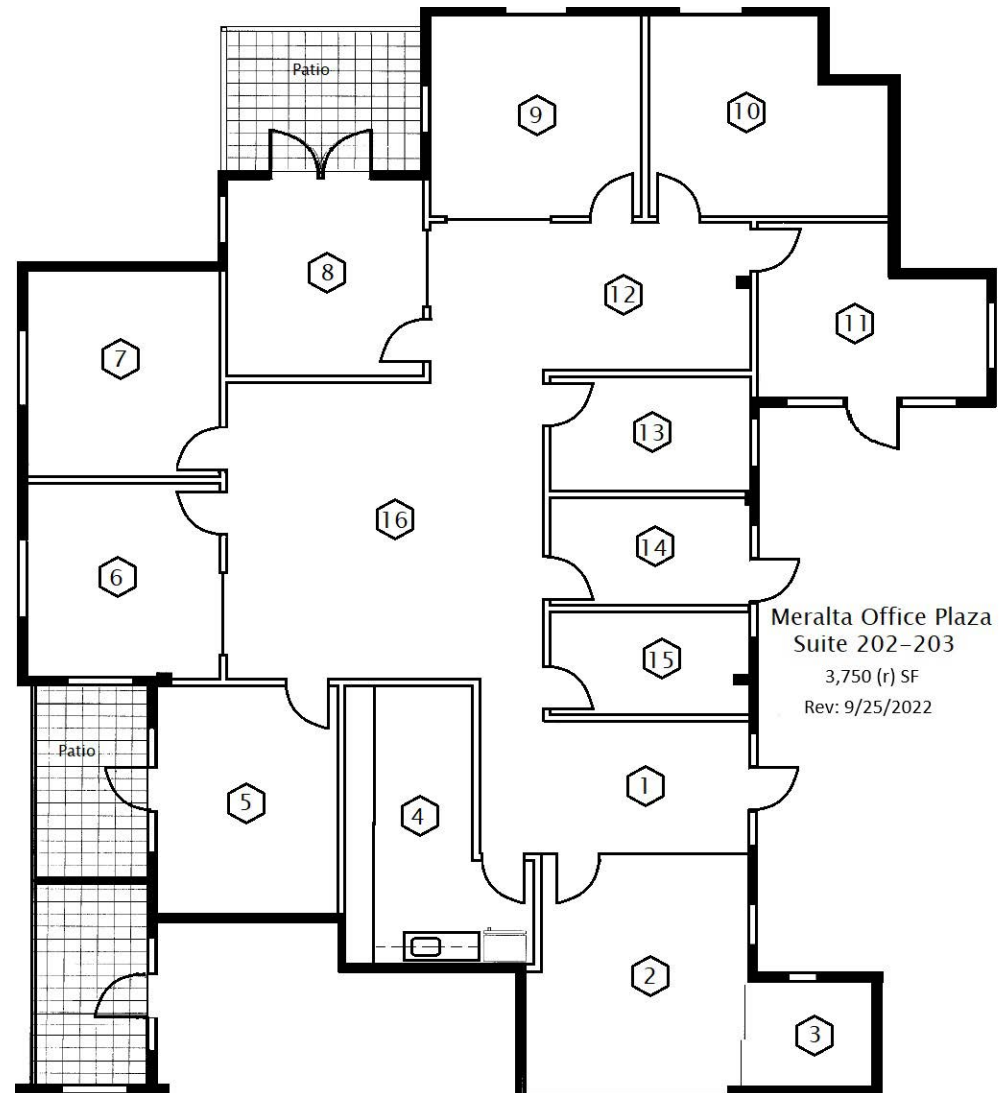 Patio
9
10
8
12
11
7
13
16
14
6
15
Meralta Office Plaza
Suite 202-203
3,750 (r) SF
Rev: 9/25/2022
Patio
1
5
4
2
3